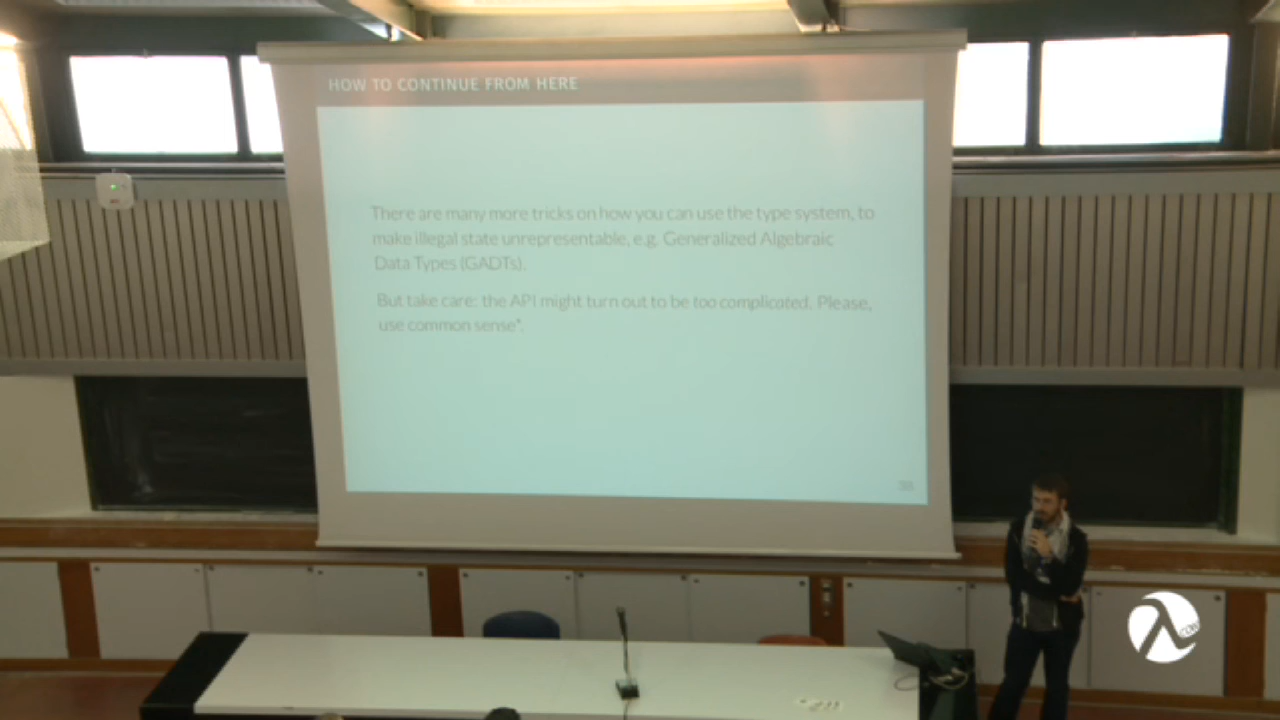 HOW TO CONTINUE FROM HERE
There are many more tricks on how you can use the type system, to
make illegal state unrepresentable, e.g. Generalized Algebraic
Data Types (GADTs).
But take care: the API might turn out to be too complicated. Please,
use common sense*.
λCON